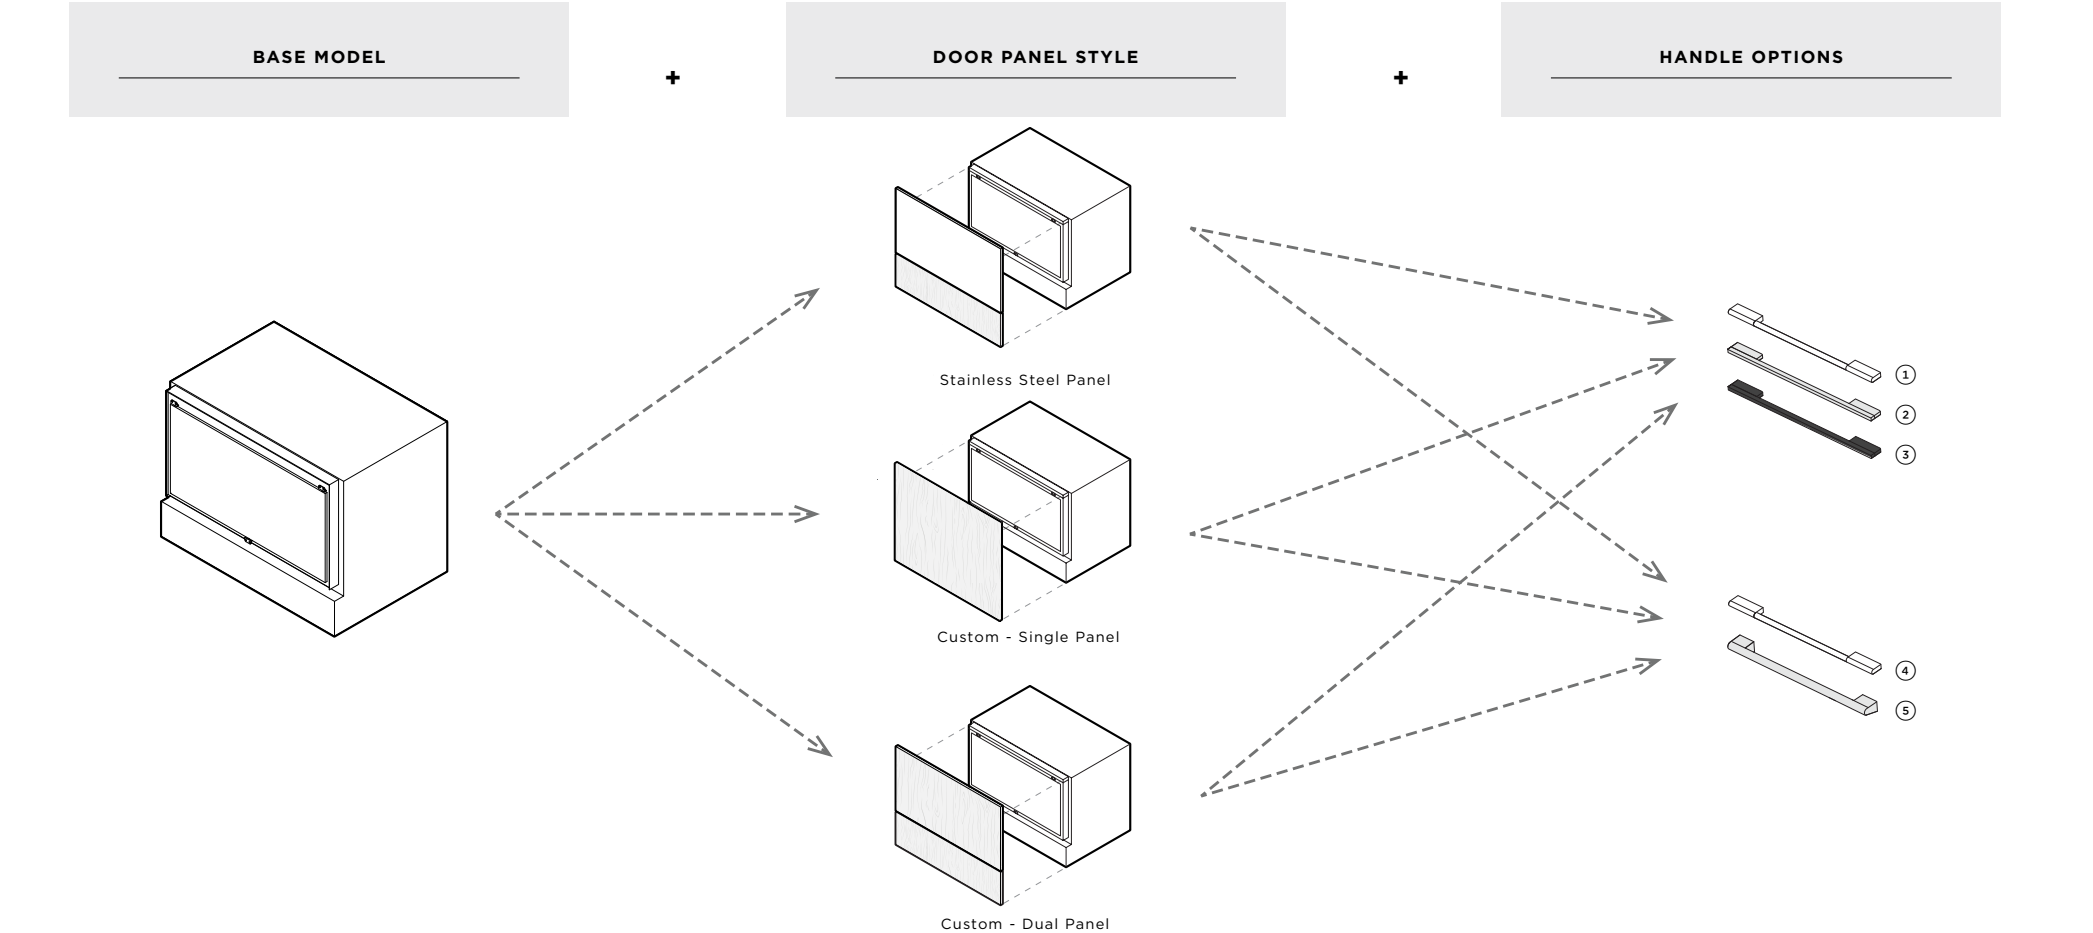 BASE MODEL
+
DOOR PANEL STYLE
+
HANDLE OPTIONS
Stainless Steel Panel
Custom - Single Panel
Custom - Dual Panel
1
2
3
4
5